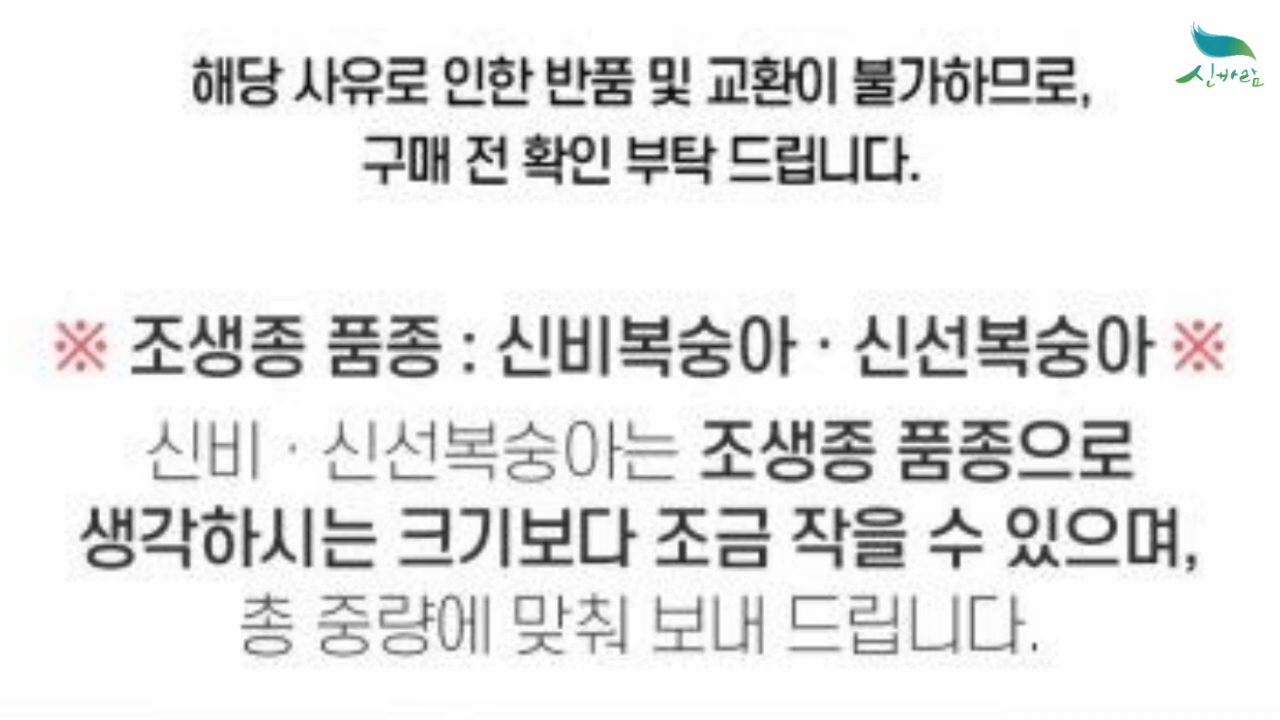 신바람
해당 사유로 인한 반품 및 교환이 불가하므로,
구매 전 확인 부탁 드립니다.
※ 조생종 품종 : 신비복숭아 · 신선복숭아 ※
신비 · 신선복숭아는 조생종 품종으로
생각하시는 크기보다 조금 작을 수 있으며,
총 중량에 맞춰 보내 드립니다.